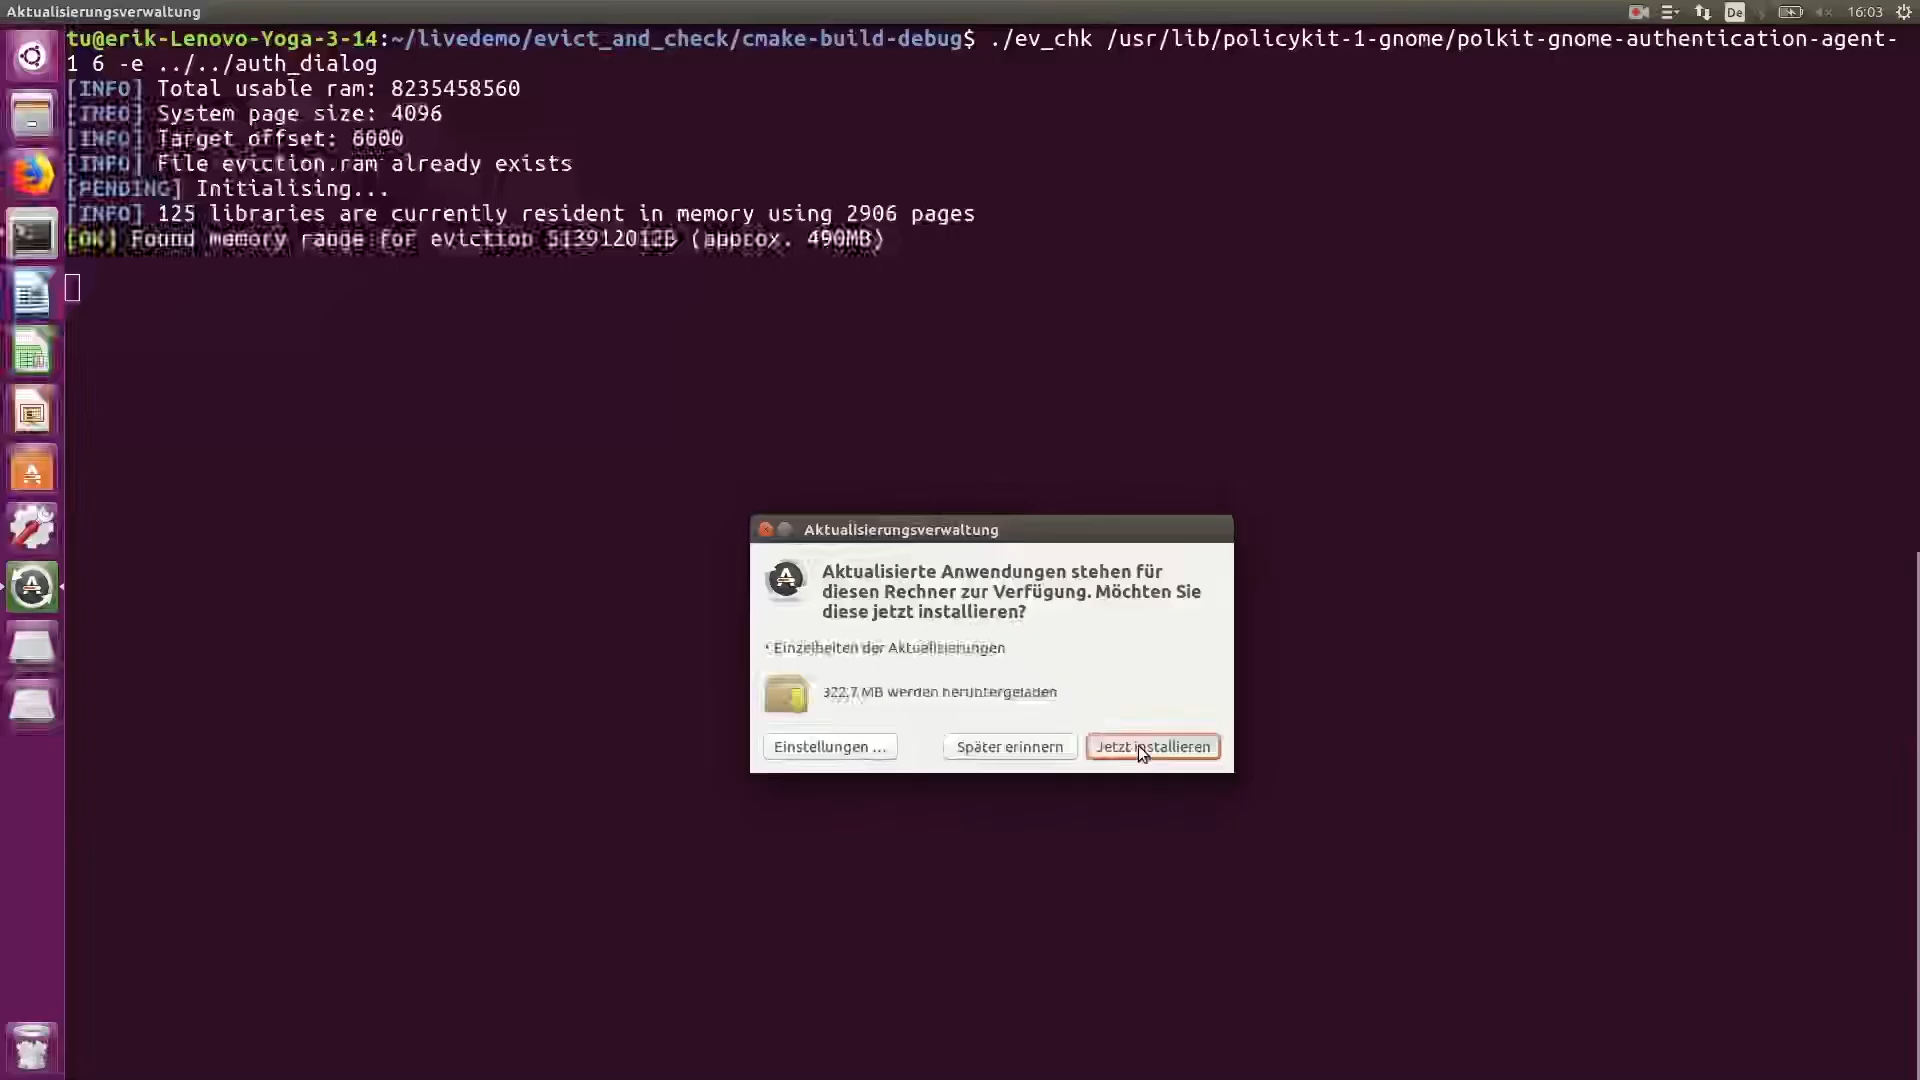 Aktualisierungsverwaltung
De
16:03
tu@erik-Lenovo-Yoga-3-14:~/livedemo/evict_and_check/cmake-build-debug$ ./ev_chk /usr/lib/policykit-1-gnome/polkit-gnome-authentication-agent-
1 6 -e ../../auth_dialog
[INFO] Total usable ram: 8235458560
[INFO] System page size: 4096
[INFO] Target offset:
[INFO] File eviction.ram already exists
[PENDING] Initialising...
[INFO] 125 libraries are currently resident in memory using 2906 pages
[OK] Found memory range for eviction (approx. 490MB)
Aktualisierungsverwaltung
Aktualisierte Anwendungen stehen für
diesen Rechner zur Verfügung. Möchten Sie
diese jetzt installieren?
Einzelheiten der Aktualisierungen
322,7 MB werden heruntergeladen
Einstellungen ...
Später erinnern
Jetzt installieren